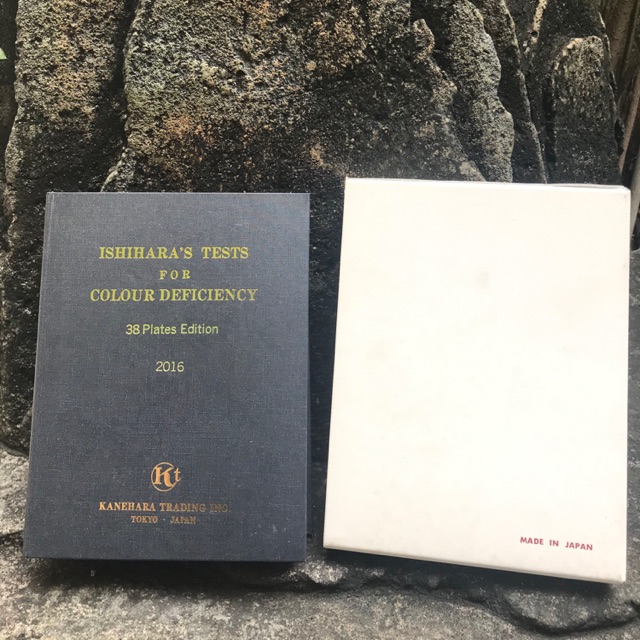 ISHIHARA'S TESTS
FOR
COLOUR DEFICIENCY
38 Plates Edition
2016
Kt
KANEHARA TRADING INC.
TOKYO · JAPAN
MADE IN JAPAN